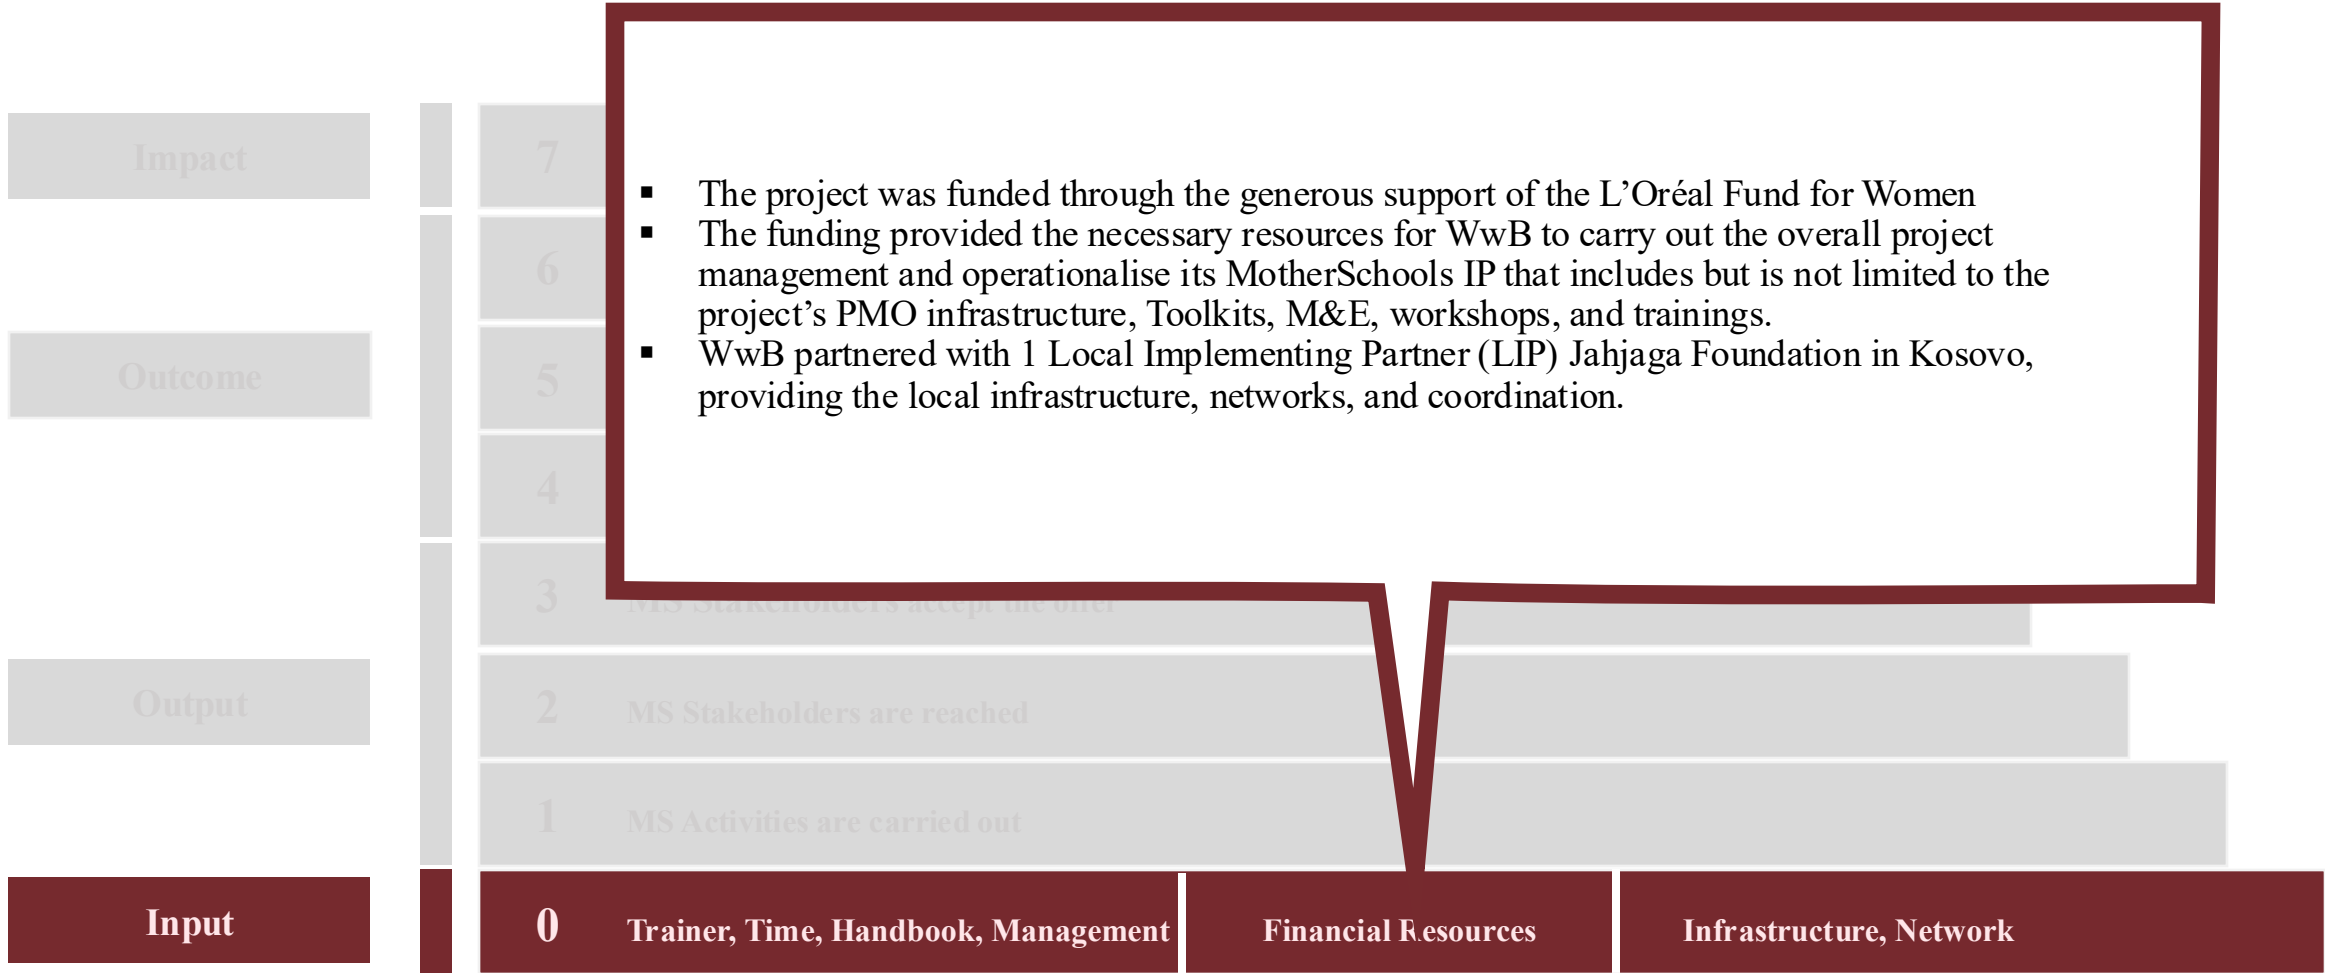 ▪ The project was funded through the generous support of the L’Oréal Fund for Women
▪ The funding provided the necessary resources for WwB to carry out the overall project
management and operationalise its MotherSchools IP that includes but is not limited to the
project’s PMO infrastructure, Toolkits, M&E, workshops, and trainings.
▪ WwB partnered with 1 Local Implementing Partner (LIP) Jahjaga Foundation in Kosovo,
providing the local infrastructure, networks, and coordination.
Impact
7
6
Outcome
5
4
3 MS Stakeholders accept the offer
Output
2 MS Stakeholders are reached
1 MS Activities are carried out
Input
0 Trainer, Time, Handbook, Management
Financial Resources
Infrastructure, Network